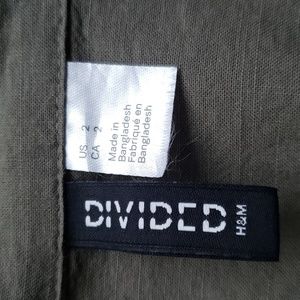 US 2
CA 2
Made in
Bangladesh
Fabriqué en
Bangladesh
DIVIDED
H&M